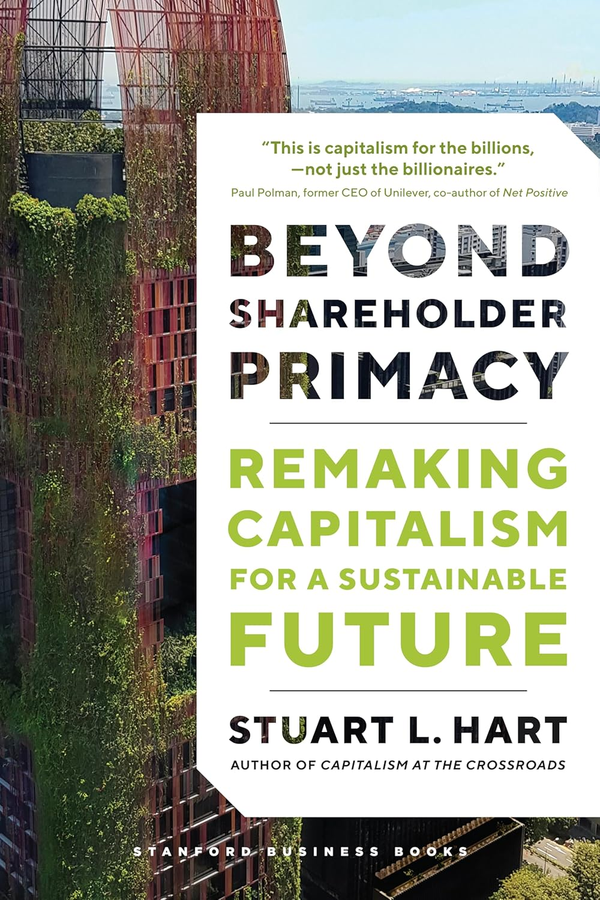 “This is capitalism for the billions,
—not just the billionaires.”
Paul Polman, former CEO of Unilever, co-author of Net Positive
BEYOND
SHAREHOLDER
PRIMACY
REMAKING
CAPITALISM
FOR A SUSTAINABLE
FUTURE
STUART L. HART
AUTHOR OF CAPITALISM AT THE CROSSROADS
STANFORD BUSINESS BOOKS